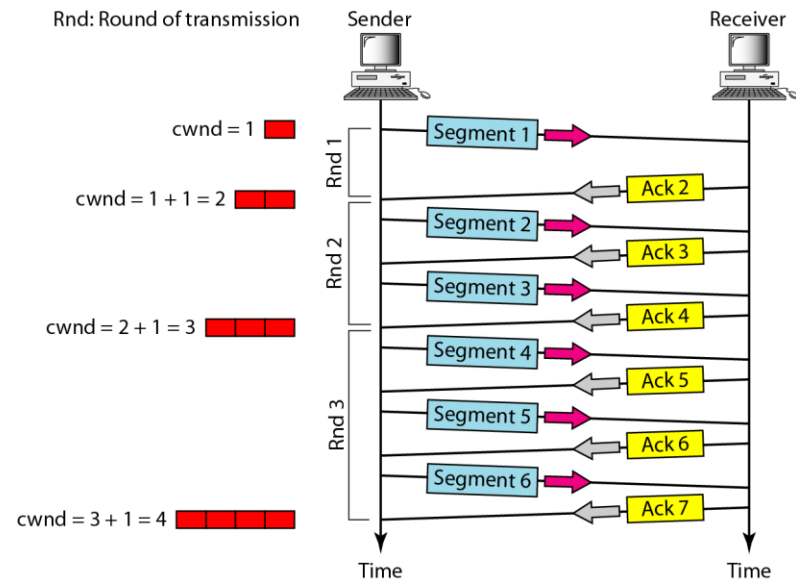 Rnd: Round of transmission
Sender
Receiver
cwnd = 1
Rnd 1
Segment 1
Ack 2
cwnd = 1 + 1 = 2
Rnd 2
Segment 2
Ack 3
Segment 3
Ack 4
cwnd = 2 + 1 = 3
Rnd 3
Segment 4
Ack 5
Segment 5
Ack 6
Segment 6
Ack 7
cwnd = 3 + 1 = 4
Time
Time